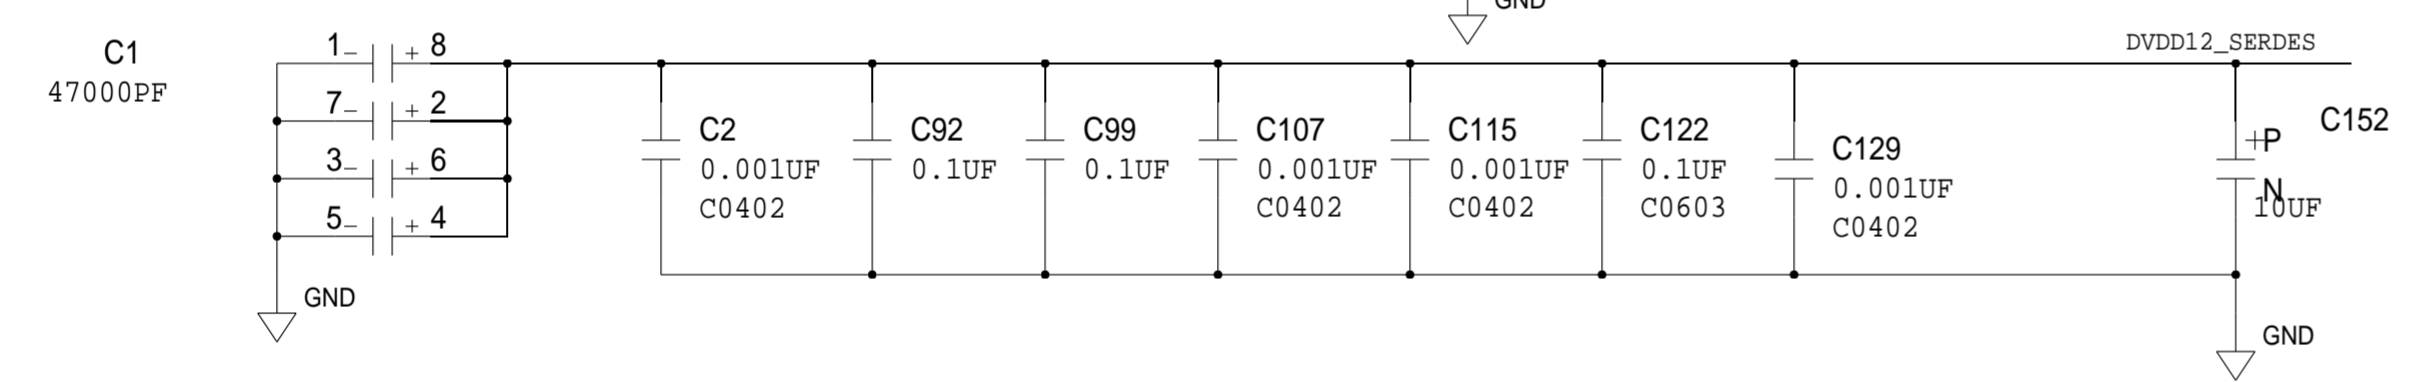 GND
C1
47000PF
1 - + 8
7 - + 2
3 - + 6
5 - + 4
GND
C2
0.001UF
C0402
C92
0.1UF
C99
0.1UF
C107
0.001UF
C0402
C115
0.001UF
C0402
C122
0.1UF
C0603
C129
0.001UF
C0402
DVDD12_SERDES
C152
+P
N
10UF
GND